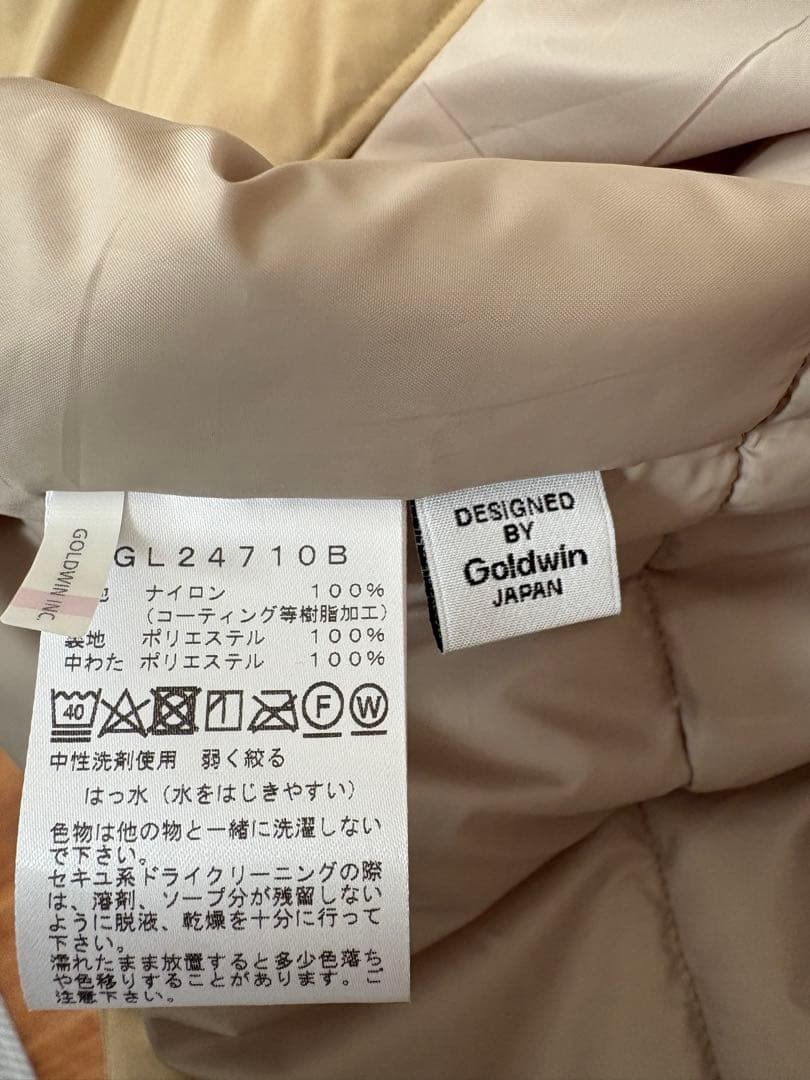 GOLDWIN INC.
GL24710B
地 ナイロン 100%
(コーティング等樹脂加工)
裏地 ポリエステル 100%
中わた ポリエステル 100%
40
F
W
中性洗剤使用 弱く絞る
はっ水(水をはじきやすい)
色物は他の物と一緒に洗濯しない
で下さい。
セキユ系ドライクリーニングの際
は、溶剤、ソープ分が残留しない
ように脱液、乾燥を十分に行って
下さい。
濡れたまま放置すると多少色落ち
や色移りすることがあります。ご
注意下さい。
DESIGNED
BY
Goldwin
JAPAN